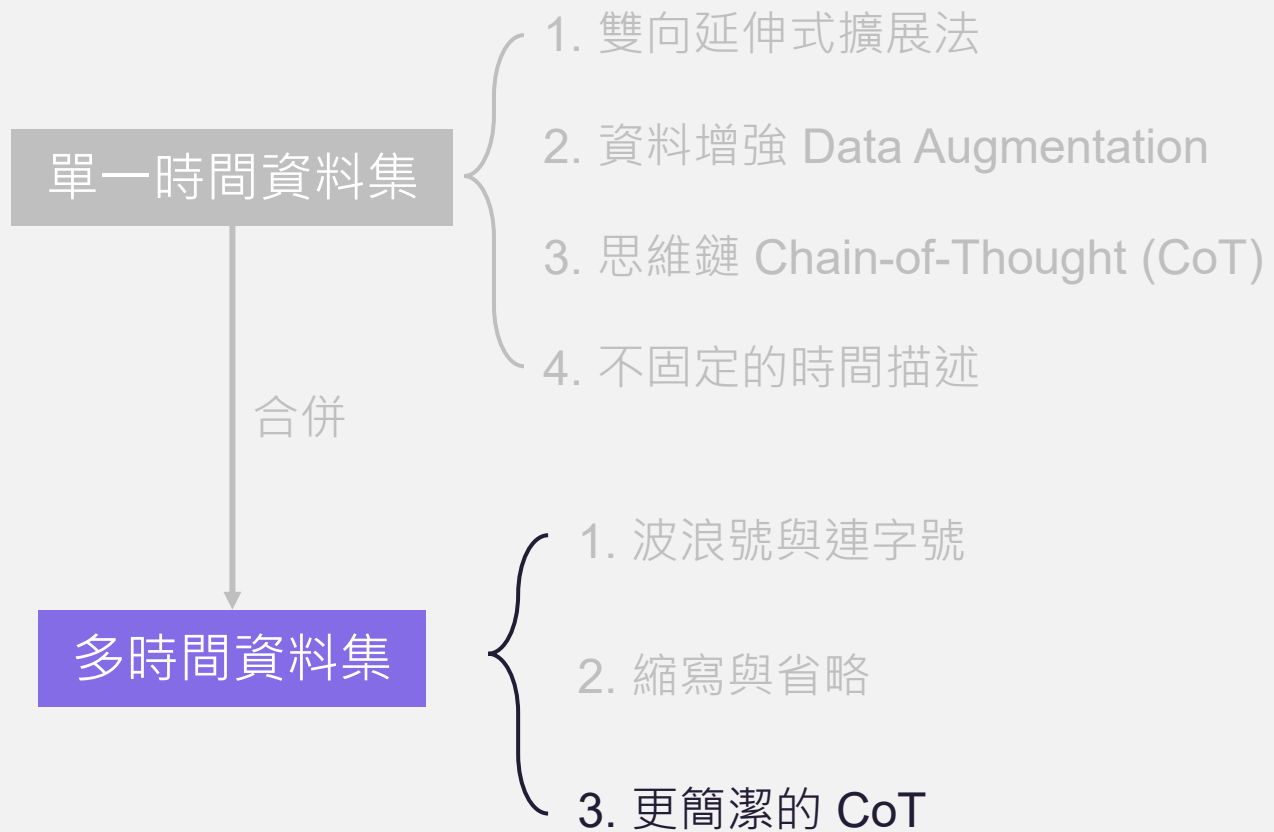 1. 雙向延伸式擴展法
2. 資料增強 Data Augmentation
單一時間資料集
3. 思維鏈 Chain-of-Thought (CoT)
4. 不固定的時間描述
合併
1. 波浪號與連字號
多時間資料集
2. 縮寫與省略
3. 更簡潔的 CoT